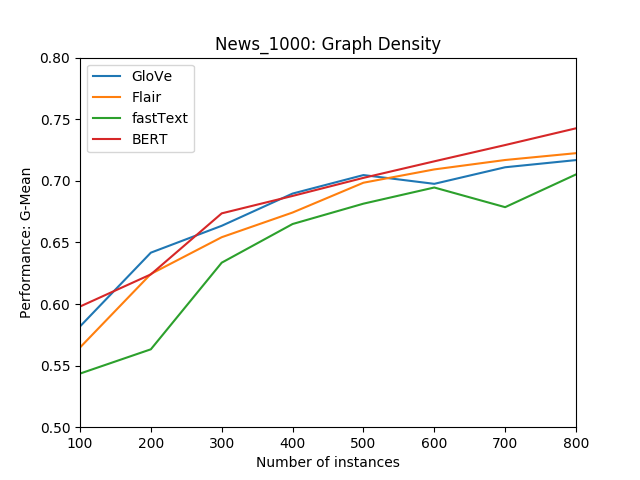 News_1000: Graph Density
GloVe
Flair
fastText
BERT
Performance: G-Mean
0.80
0.75
0.70
0.65
0.60
0.55
0.50
100 200 300 400 500 600 700 800
Number of instances